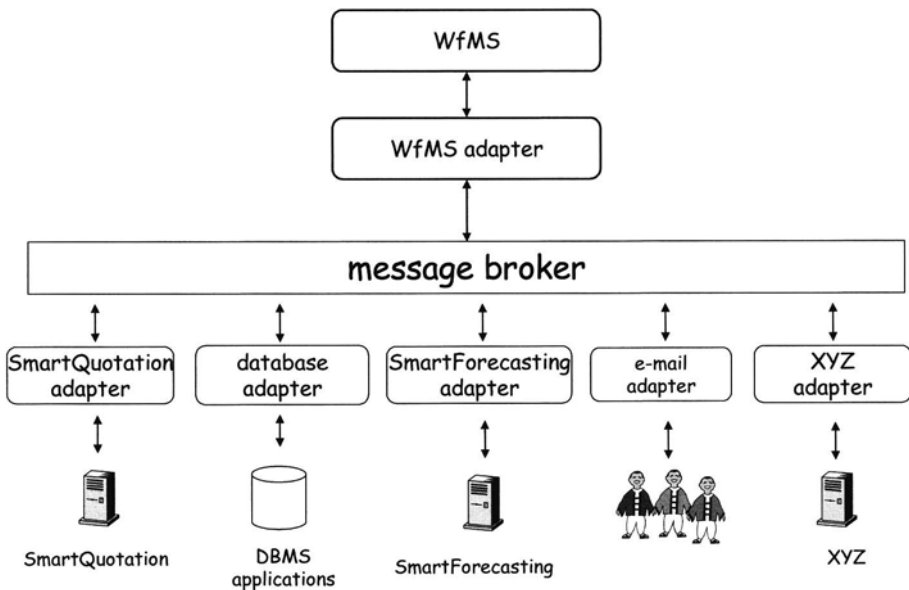 WfMS
WfMS adapter
message broker
SmartQuotation
adapter
database
adapter
SmartForecasting
adapter
e-mail
adapter
XYZ
adapter
SmartQuotation
DBMS
applications
SmartForecasting
XYZ